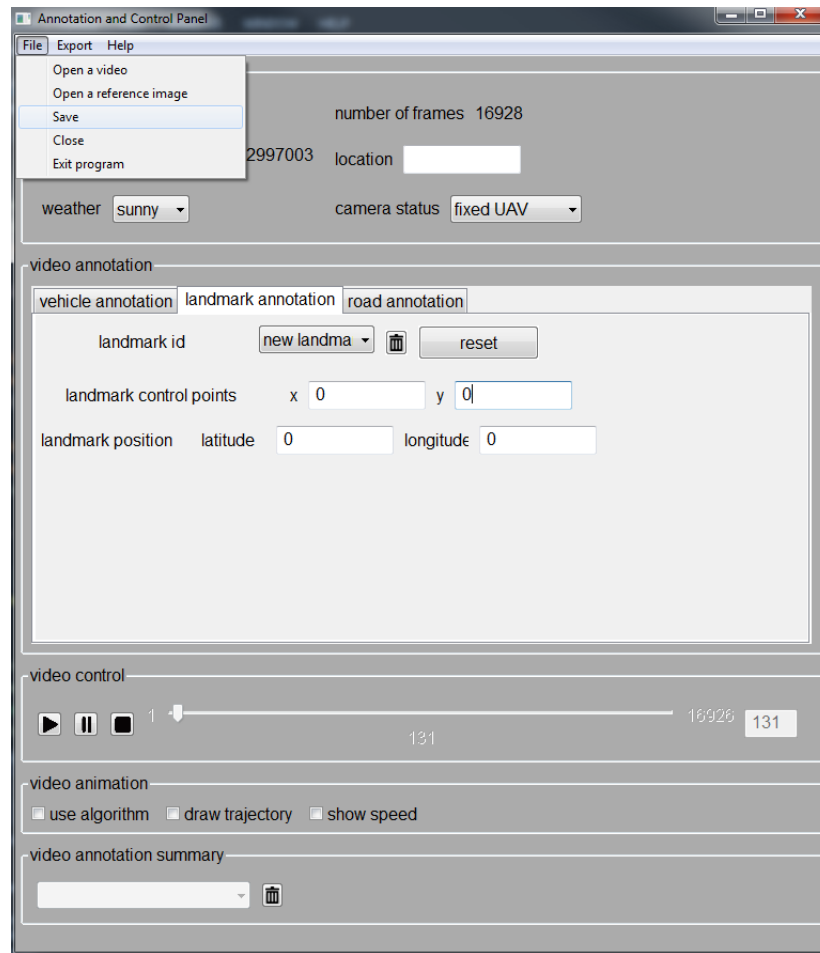 Annotation and Control Panel
File Export Help
Open a video
Open a reference image
Save
Close
Exit program
number of frames 16928
2997003 location
weather sunny camera status fixed UAV
video annotation
vehicle annotation landmark annotation road annotation
landmark id new landma reset
landmark control points x 0 y 0
landmark position latitude 0 longitude 0
video control
1 16926 131
131
video animation
use algorithm draw trajectory show speed
video annotation summary